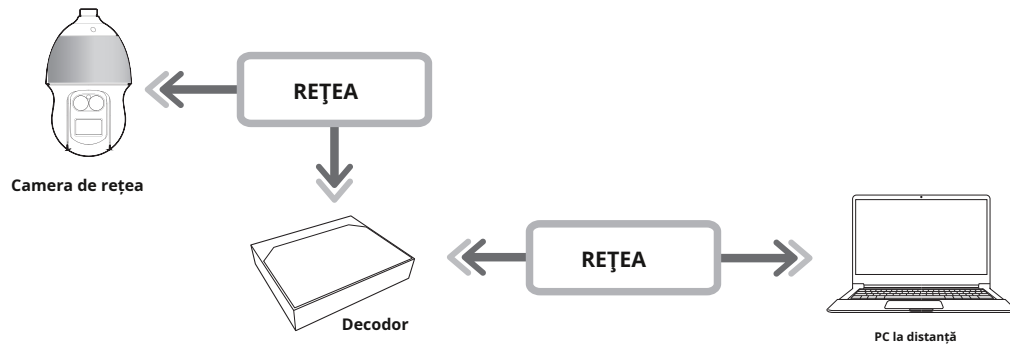 REŢEA
Camera de rețea
REŢEA
Decodor
PC la distanță